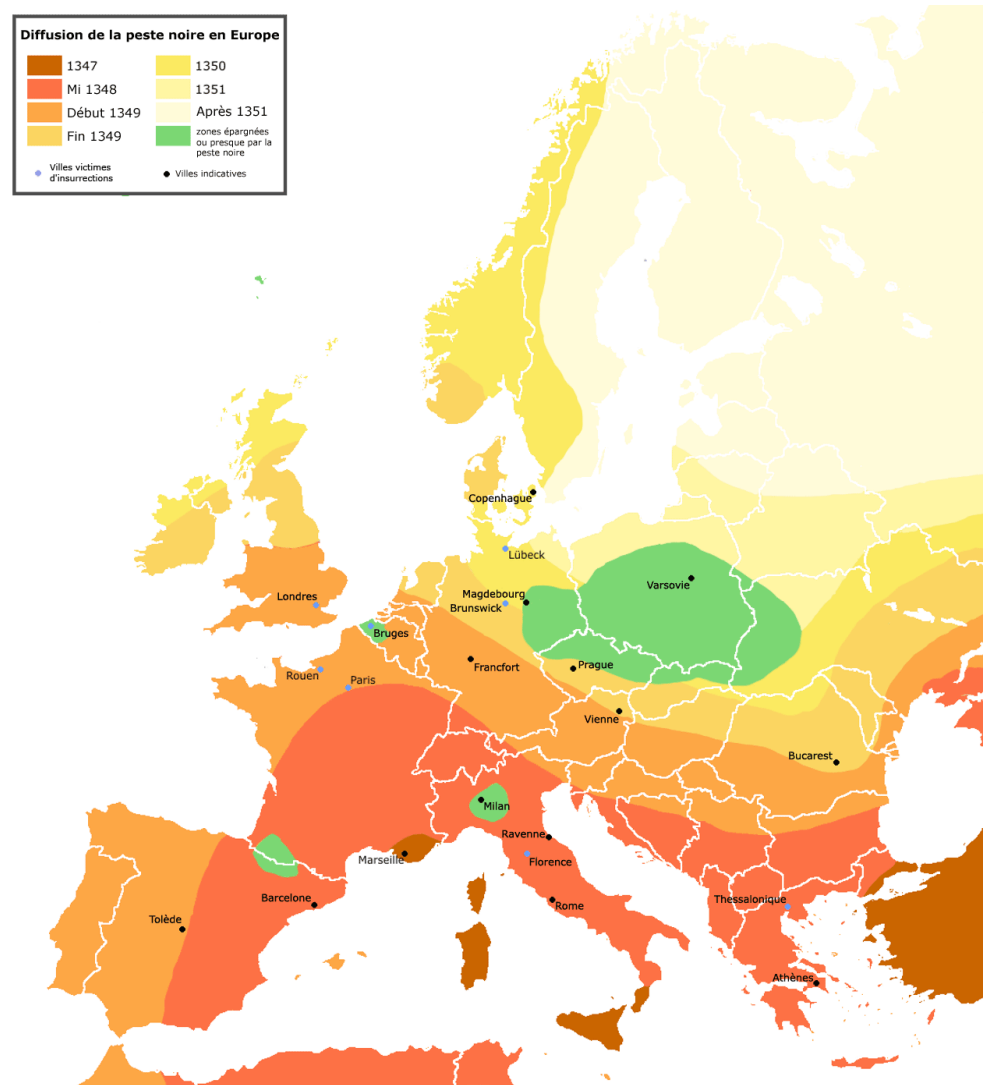 Diffusion de la peste noire en Europe
1347
Mi 1348
Début 1349
Fin 1349
1350
1351
Après 1351
zones épargnées
ou presque par la
peste noire
Villes victimes
d'insurrections
Villes indicatives
Copenhague
Lübeck
Varsovie
Magdebourg
Brunswick
Londres
Bruges
Francfort
Prague
Rouen
Paris
Vienne
Bucarest
Milan
Ravenne
Marseille
Florence
Barcelone
Rome
Thessalonique
Tolède
Athènes